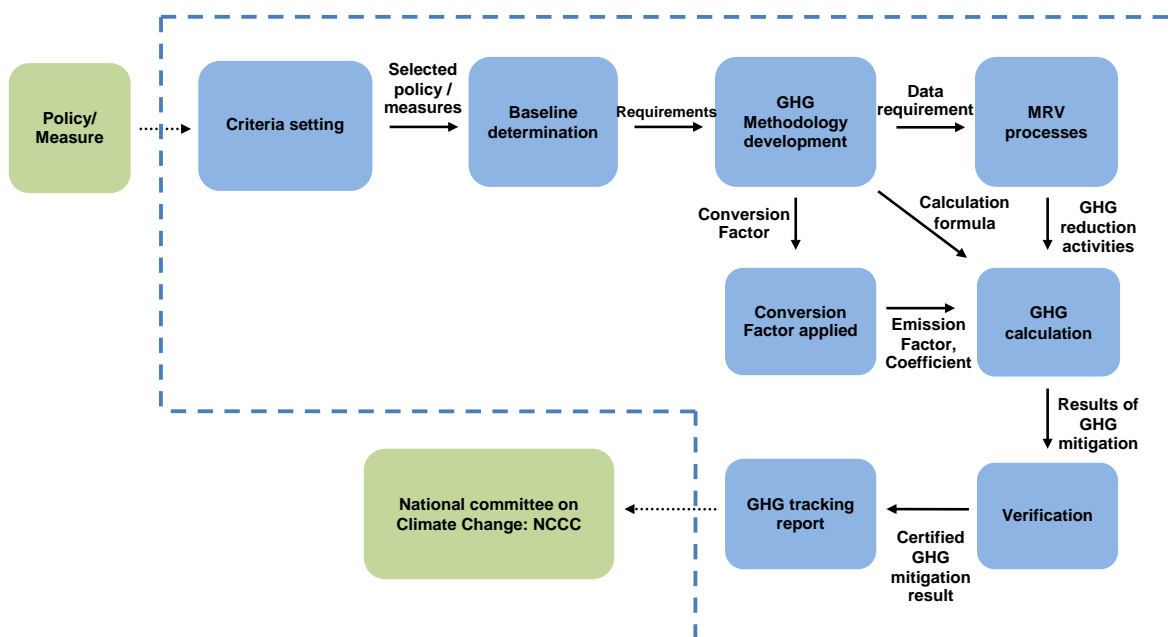 Policy/
Measure
Criteria setting
Selected
policy /
measures
Baseline
determination
Requirements
GHG
Methodology
development
Data
requirement
MRV
processes
Conversion
Factor
Calculation
formula
GHG
reduction
activities
Conversion
Factor applied
Emission
Factor,
Coefficient
GHG
calculation
Results of
GHG
mitigation
National committee on
Climate Change: NCCC
GHG tracking
report
Certified
GHG
mitigation
result
Verification